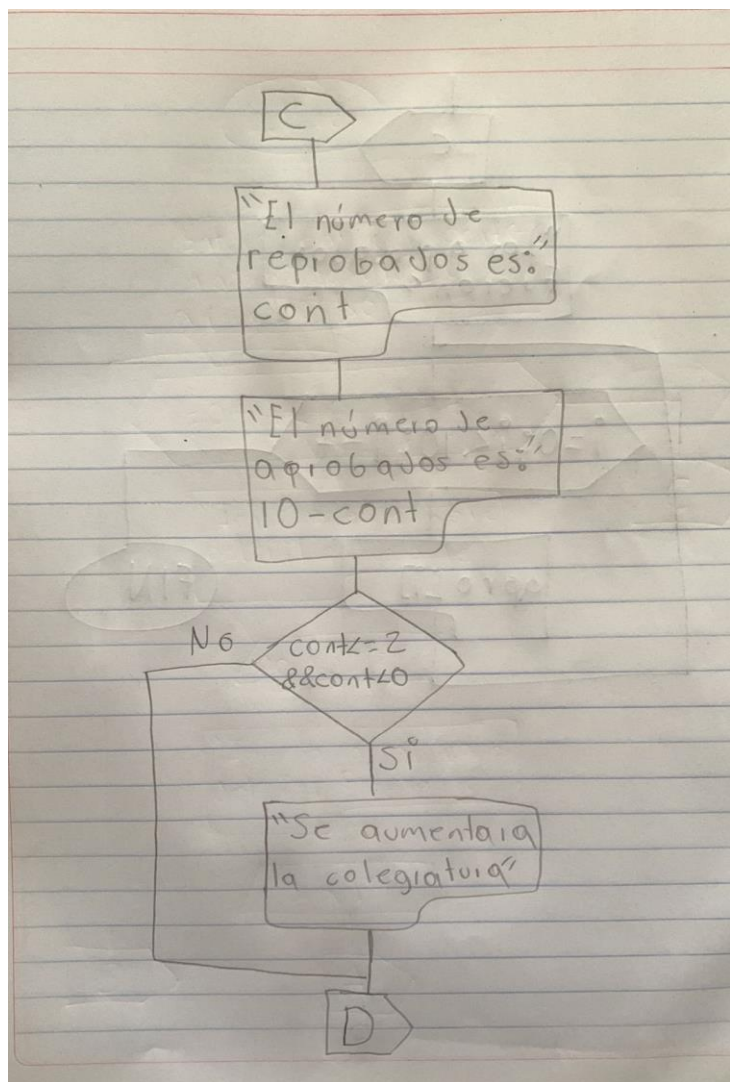 C
"El número de
reprobados es:"
cont
"El número de
aprobados es:"
10-cont
No
cont<=2
&&cont<0
Si
"Se aumentara
la colegiatura"
D